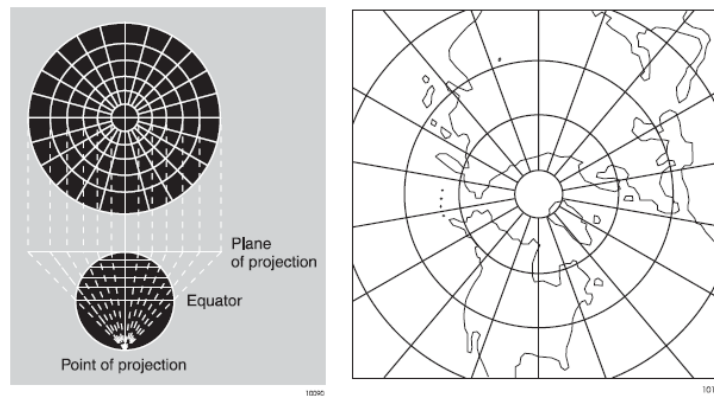 Plane
of projection
Equator
Point of projection
10090
101